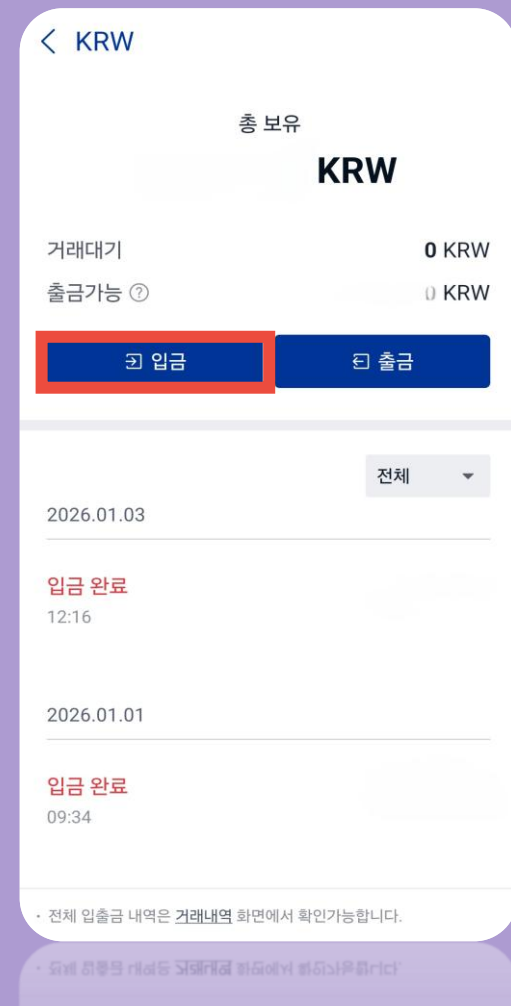 KRW
총 보유
KRW
거래대기 0 KRW
출금가능 0 KRW
입금 출금
전체
2026.01.03
입금 완료
12:16
2026.01.01
입금 완료
09:34
· 전체 입출금 내역은 거래내역 화면에서 확인가능합니다.